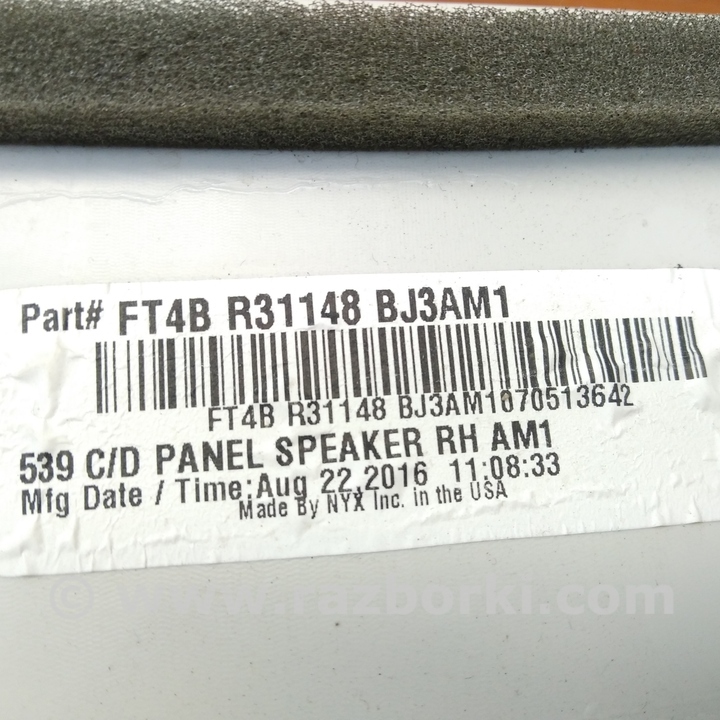 Part# FT4B R31148 BJ3AM1
FT4B R31148 BJ3AM1670513642
539 C/D PANEL SPEAKER RH AM1
Mfg Date / Time:Aug 22,2016 11:08:33
Made By NYX Inc. in the USA
© www.razborki.com